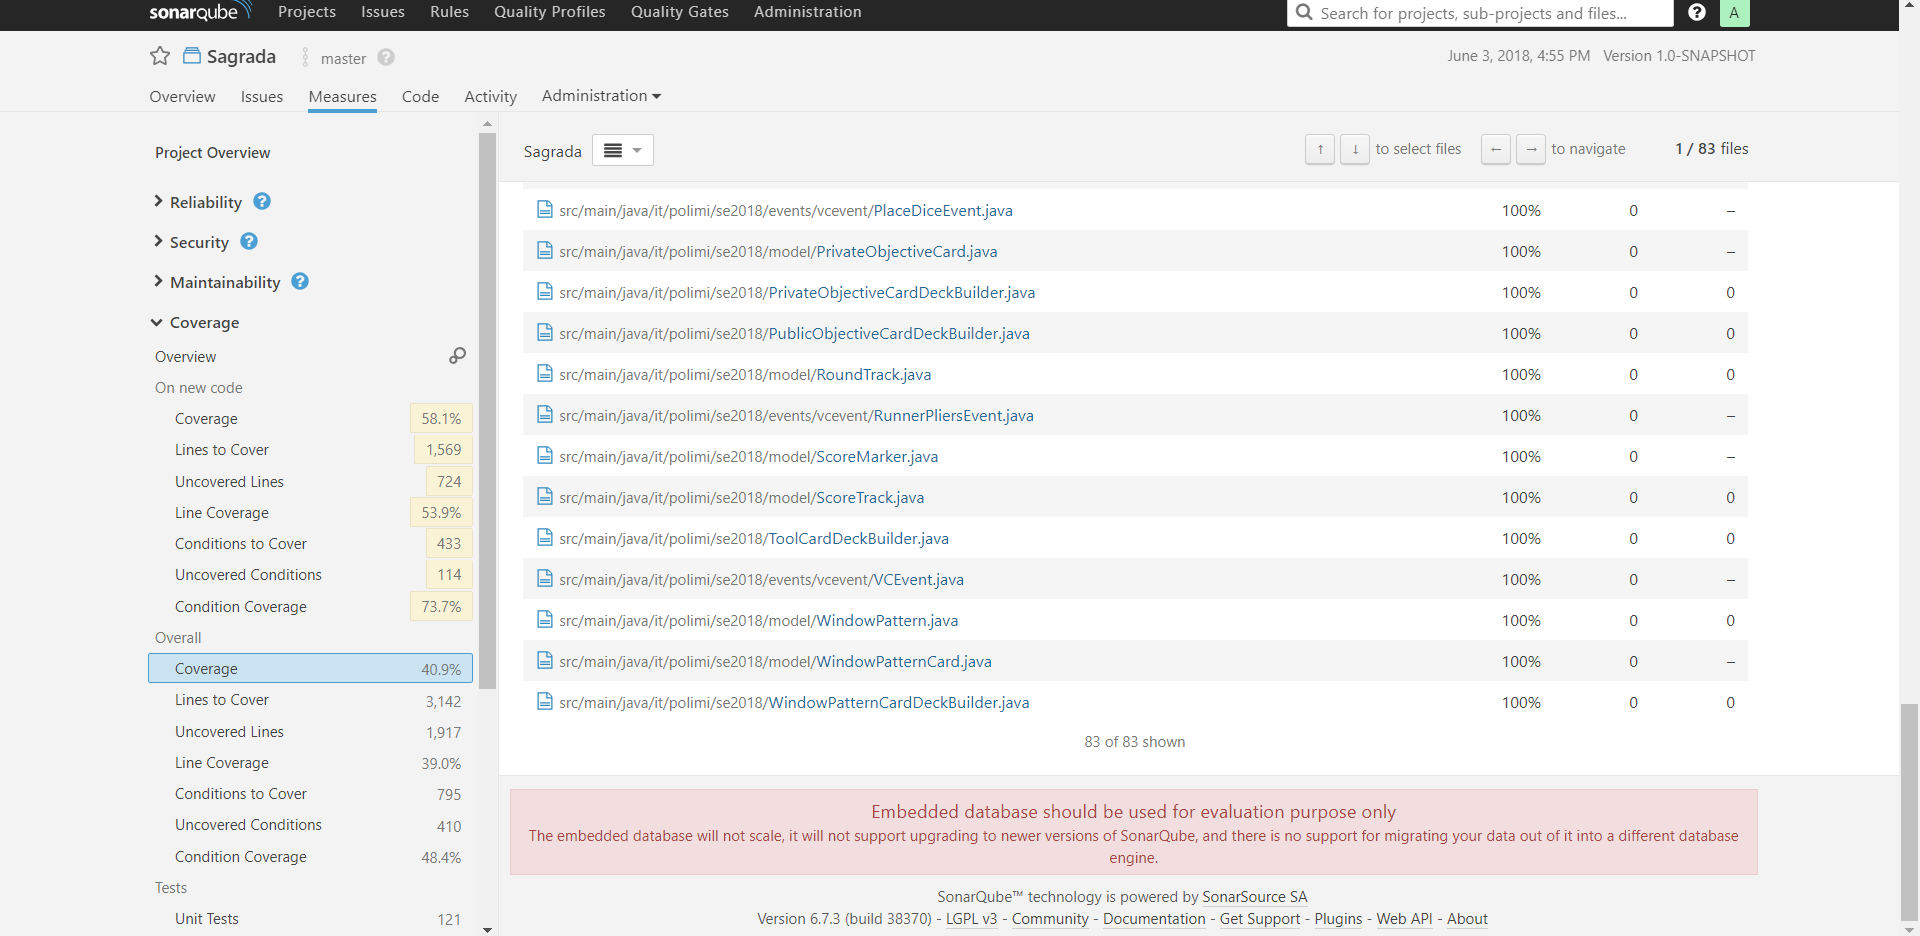 sonarqube Projects Issues Rules Quality Profiles Quality Gates Administration Search for projects, sub-projects and files... ? A
Sagrada master ? June 3, 2018, 4:55 PM Version 1.0-SNAPSHOT
Overview Issues Measures Code Activity Administration
Project Overview
Reliability ?
Security ?
Maintainability ?
Coverage
Overview
On new code
Coverage 58.1%
Lines to Cover 1,569
Uncovered Lines 724
Line Coverage 53.9%
Conditions to Cover 433
Uncovered Conditions 114
Condition Coverage 73.7%
Overall
Coverage 40.9%
Lines to Cover 3,142
Uncovered Lines 1,917
Line Coverage 39.0%
Conditions to Cover 795
Uncovered Conditions 410
Condition Coverage 48.4%
Tests
Unit Tests 121
Sagrada ↑ ↓ to select files ← → to navigate 1 / 83 files
src/main/java/it/polimi/se2018/events/vcevent/PlaceDiceEvent.java 100% 0 –
src/main/java/it/polimi/se2018/model/PrivateObjectiveCard.java 100% 0 –
src/main/java/it/polimi/se2018/PrivateObjectiveCardDeckBuilder.java 100% 0 0
src/main/java/it/polimi/se2018/PublicObjectiveCardDeckBuilder.java 100% 0 0
src/main/java/it/polimi/se2018/model/RoundTrack.java 100% 0 0
src/main/java/it/polimi/se2018/events/vcevent/RunnerPliersEvent.java 100% 0 –
src/main/java/it/polimi/se2018/model/ScoreMarker.java 100% 0 –
src/main/java/it/polimi/se2018/model/ScoreTrack.java 100% 0 0
src/main/java/it/polimi/se2018/ToolCardDeckBuilder.java 100% 0 0
src/main/java/it/polimi/se2018/events/vcevent/VCEvent.java 100% 0 –
src/main/java/it/polimi/se2018/model/WindowPattern.java 100% 0 0
src/main/java/it/polimi/se2018/model/WindowPatternCard.java 100% 0 –
src/main/java/it/polimi/se2018/WindowPatternCardDeckBuilder.java 100% 0 0
83 of 83 shown
Embedded database should be used for evaluation purpose only
The embedded database will not scale, it will not support upgrading to newer versions of SonarQube, and there is no support for migrating your data out of it into a different database
engine.
SonarQube™ technology is powered by SonarSource SA
Version 6.7.3 (build 38370) - LGPL v3 - Community - Documentation - Get Support - Plugins - Web API - About